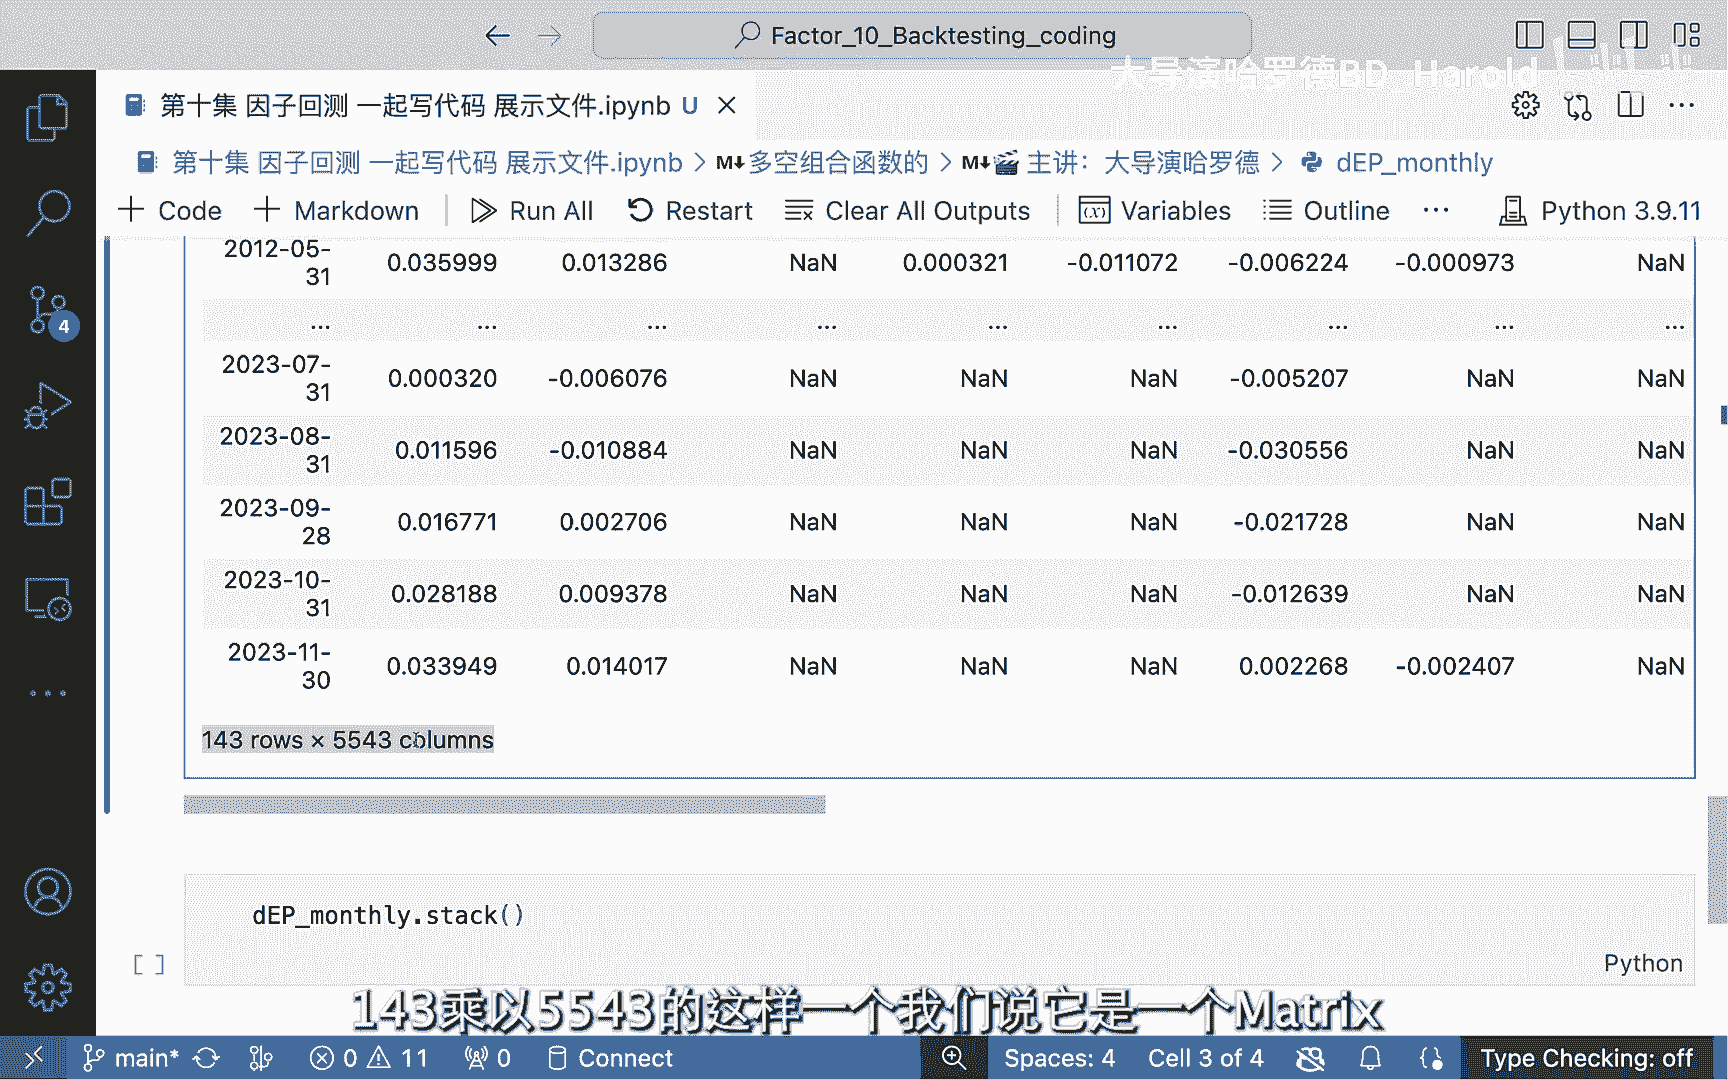 Factor_10_Backtesting_coding
大导演哈罗德BD_Harold
第十集 因子回测 一起写代码 展示文件.ipynb U
第十集 因子回测 一起写代码 展示文件.ipynb > M↓多空组合函数的 > M↓🎬 主讲：大导演哈罗德 > dEP_monthly
+ Code + Markdown Run All Restart Clear All Outputs Variables Outline ... Python 3.9.11
2012-05-31 0.035999 0.013286 NaN 0.000321 -0.011072 -0.006224 -0.000973 NaN
... ... ... ... ... ... ... ... ...
2023-07-31 0.000320 -0.006076 NaN NaN NaN -0.005207 NaN NaN
2023-08-31 0.011596 -0.010884 NaN NaN NaN -0.030556 NaN NaN
2023-09-28 0.016771 0.002706 NaN NaN NaN -0.021728 NaN NaN
2023-10-31 0.028188 0.009378 NaN NaN NaN -0.012639 NaN NaN
2023-11-30 0.033949 0.014017 NaN NaN NaN 0.002268 -0.002407 NaN
143 rows × 5543 columns
4
dEP_monthly.stack()
[ ]
Python
143乘以5543的这样一个我们说它是一个Matrix
main* 0 11 0 Connect Spaces: 4 Cell 3 of 4 Type Checking: off